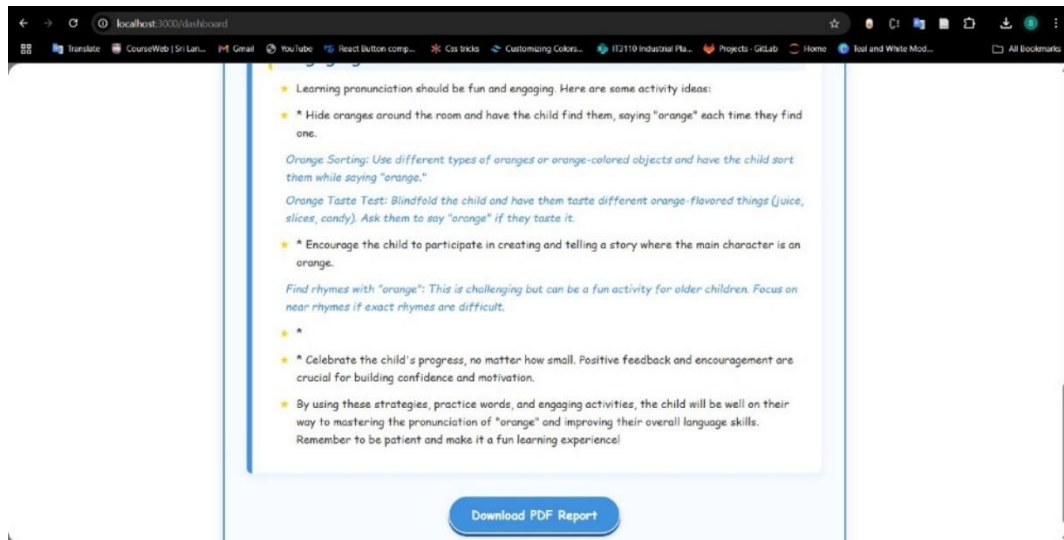 localhost:3000/dashboard
Translate CourseWeb | Sri Lan... Gmail YouTube React Button comp... Css tricks Customizing Colors... IT3110 Industrial Pla... Projects · GitLab Home Teal and White Mod... All Bookmarks
Learning pronunciation should be fun and engaging. Here are some activity ideas:
* Hide oranges around the room and have the child find them, saying "orange" each time they find
one.
Orange Sorting: Use different types of oranges or orange-colored objects and have the child sort
them while saying "orange."
Orange Taste Test: Blindfold the child and have them taste different orange-flavored things (juice,
slices, candy). Ask them to say "orange" if they taste it.
* Encourage the child to participate in creating and telling a story where the main character is an
orange.
Find rhymes with "orange": This is challenging but can be a fun activity for older children. Focus on
near rhymes if exact rhymes are difficult.
*
* Celebrate the child's progress, no matter how small. Positive feedback and encouragement are
crucial for building confidence and motivation.
By using these strategies, practice words, and engaging activities, the child will be well on their
way to mastering the pronunciation of "orange" and improving their overall language skills.
Remember to be patient and make it a fun learning experience!
Download PDF Report